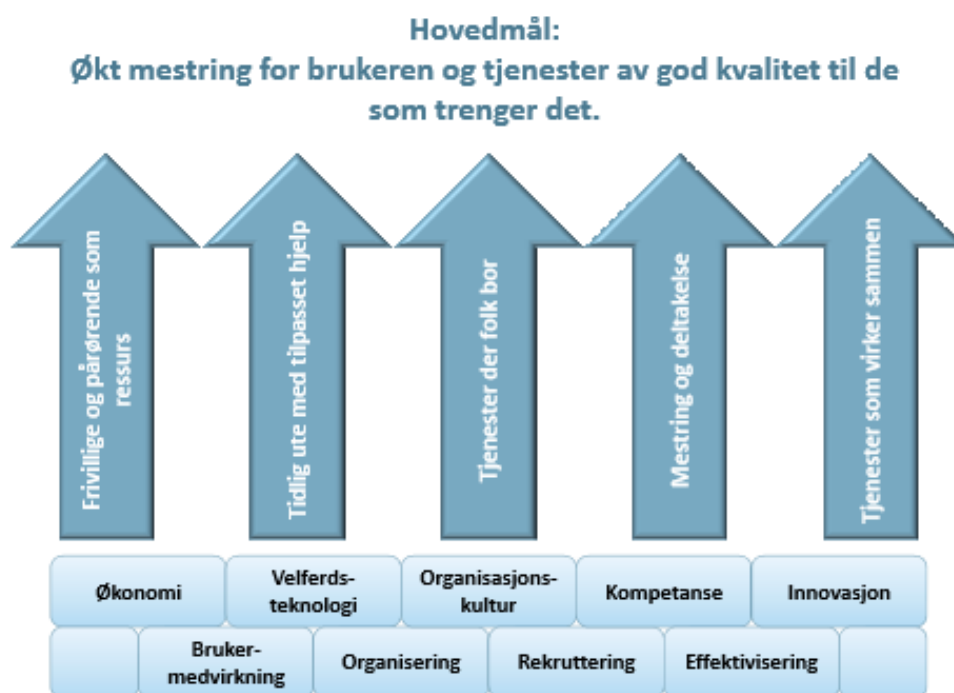 Hovedmål:
Økt mestring for brukeren og tjenester av god kvalitet til de
som trenger det.
Frivillige og pårørende som
ressurs
Tidlig ute med tilpasset hjelp
Tjenester der folk bor
Mestring og deltakelse
Tjenester som virker sammen
Økonomi
Velferds-
teknologi
Organisasjons-
kultur
Kompetanse
Innovasjon
Bruker-
medvirkning
Organisering
Rekruttering
Effektivisering